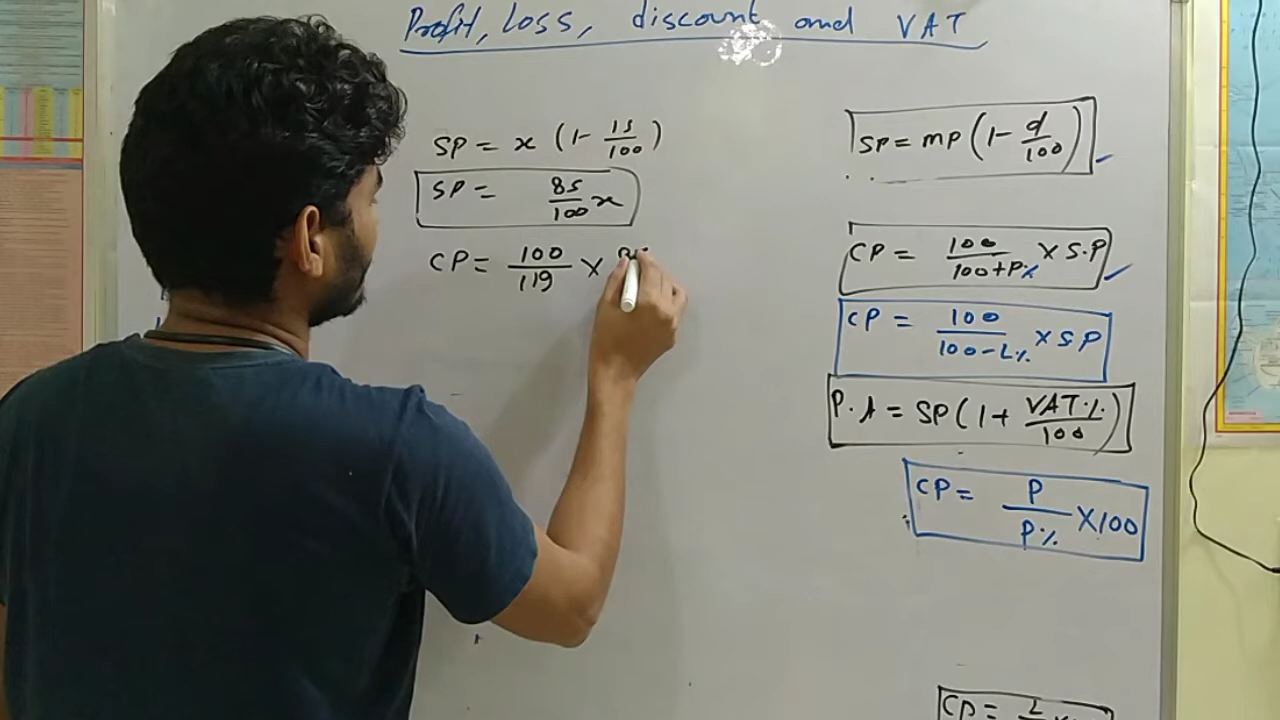 Profit, Loss, discount and VAT
SP = x (1- 15/100)
SP = 85/100 x
CP = 100/119 ×
SP = MP (1 - d/100)
CP = 100/100+P% × S.P
CP = 100/100-L% × SP
P.A = SP (1+ VAT%/100)
CP = P/P% ×100
CP = L